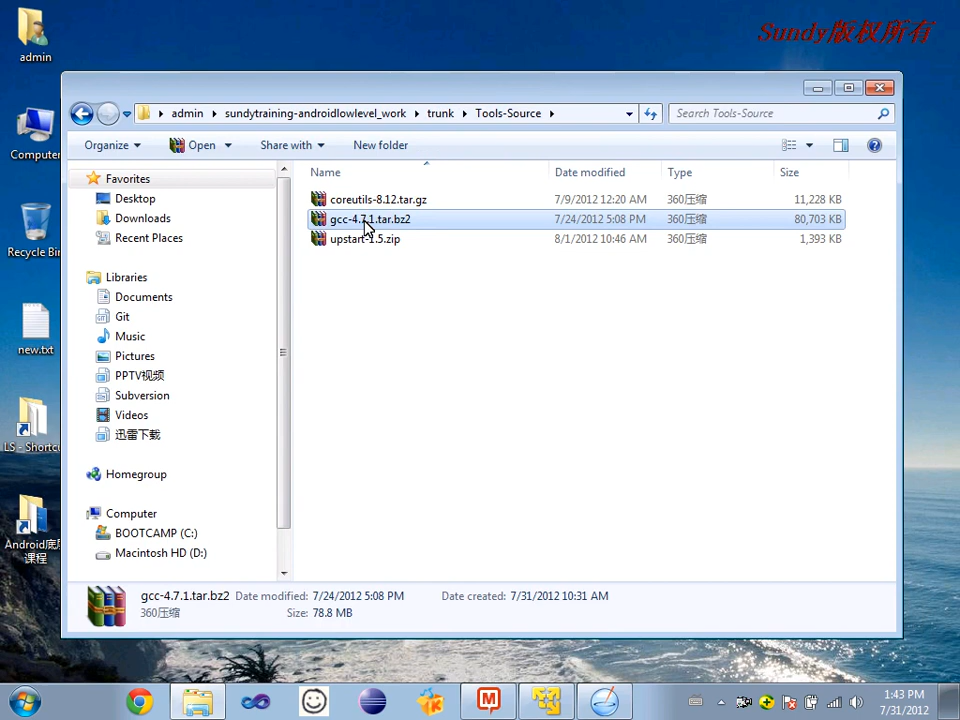 Sundy版权所有
admin
Computer
Recycle Bin
new.txt
LS - Shortcu
Android底层
课程
admin
sundytraining-androidlowlevel_work
trunk
Tools-Source
Search Tools-Source
Organize
Open
Share with
New folder
Favorites
Desktop
Downloads
Recent Places
Libraries
Documents
Git
Music
Pictures
PPTV视频
Subversion
Videos
迅雷下载
Homegroup
Computer
BOOTCAMP (C:)
Macintosh HD (D:)
Name Date modified Type Size
coreutils-8.12.tar.gz 7/9/2012 12:20 AM 360压缩 11,228 KB
gcc-4.7.1.tar.bz2 7/24/2012 5:08 PM 360压缩 80,703 KB
upstart-1.5.zip 8/1/2012 10:46 AM 360压缩 1,393 KB
gcc-4.7.1.tar.bz2 Date modified: 7/24/2012 5:08 PM Date created: 7/31/2012 10:31 AM
360压缩 Size: 78.8 MB
1:43 PM
7/31/2012